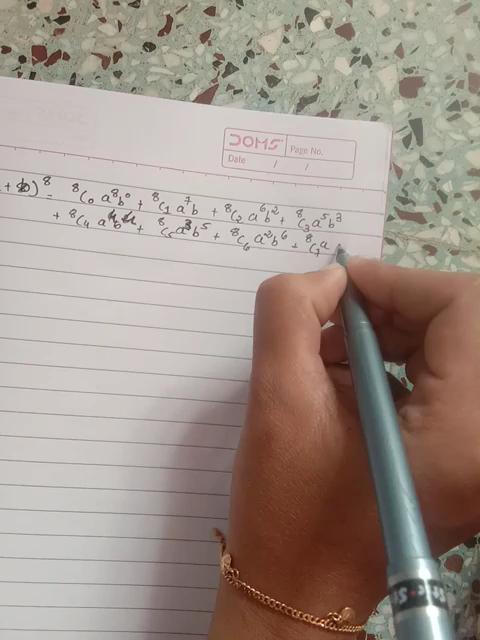 DOMS Page No.
Date / /
+ b)⁸ = ⁸C₀ a⁸b⁰ + ⁸C₁ a⁷b + ⁸C₂ a⁶b² + ⁸C₃ a⁵b³
+ ⁸C₄ a⁴b⁴ + ⁸C₅ a³b⁵ + ⁸C₆ a²b⁶ + ⁸C₇ a